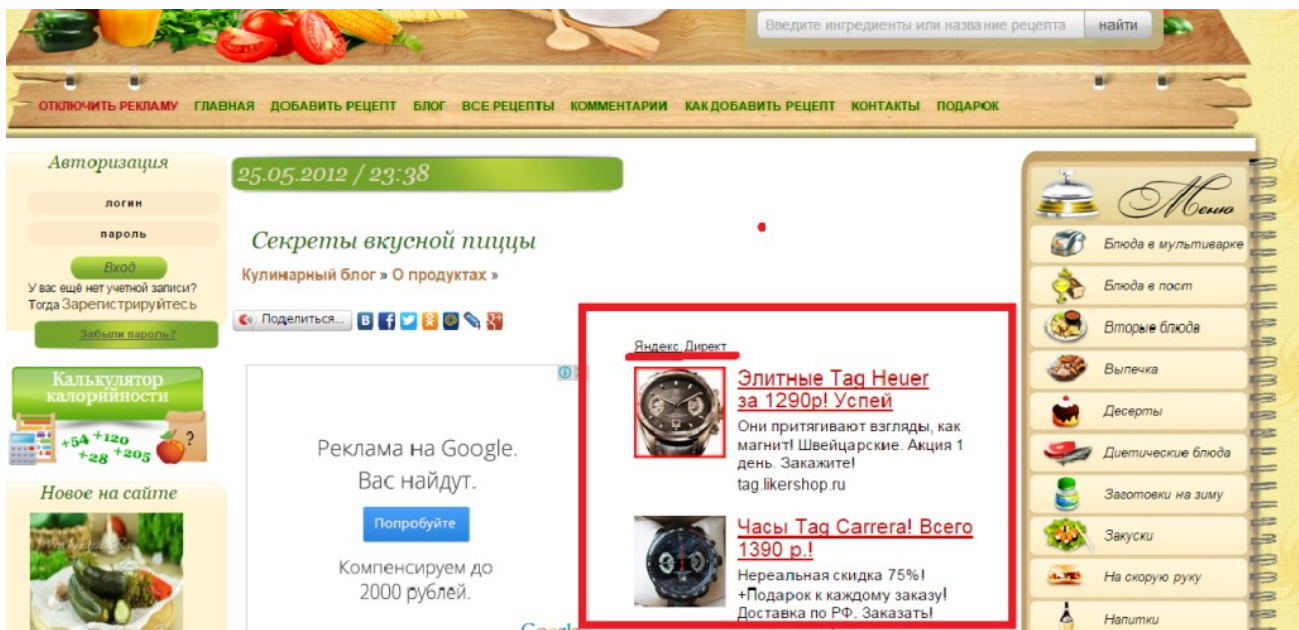 Введите ингредиенты или название рецепта
найти
ОТКЛЮЧИТЬ РЕКЛАМУ ГЛАВНАЯ ДОБАВИТЬ РЕЦЕПТ БЛОГ ВСЕ РЕЦЕПТЫ КОММЕНТАРИИ КАК ДОБАВИТЬ РЕЦЕПТ КОНТАКТЫ ПОДАРОК
Авторизация
логин
пароль
Вход
У вас ещё нет учетной записи?
Тогда Зарегистрируйтесь
Забыли пароль?
Калькулятор
калорийности
+54 +120
+28 +205
?
Новое на сайте
25.05.2012 / 23:38
Секреты вкусной пиццы
Кулинарный блог » О продуктах »
Поделиться...
Реклама на Google.
Вас найдут.
Попробуйте
Компенсируем до
2000 рублей.
Яндекс.Директ
Элитные Tag Heuer
за 1290р! Успей
Они притягивают взгляды, как
магнит! Швейцарские. Акция 1
день. Закажите!
tag.likershop.ru
Часы Tag Carrera! Всего
1390 р.!
Нереальная скидка 75%!
+Подарок к каждому заказу!
Доставка по РФ. Заказать!
Меню
Блюда в мультиварке
Блюда в пост
Вторые блюда
Выпечка
Десерты
Диетические блюда
Заготовки на зиму
Закуски
На скорую руку
Напитки